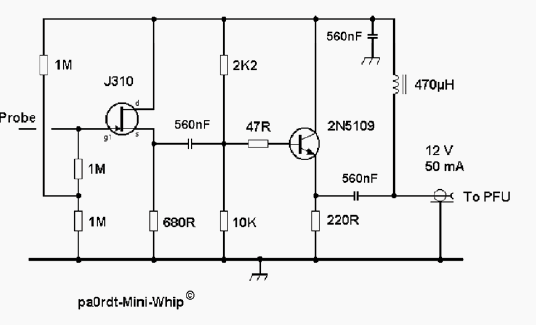 560nF
1M
2K2
470µH
J310
d
Probe
560nF
47R
2N5109
g1
s
12 V
50 mA
1M
560nF
To PFU
1M
680R
10K
220R
pa0rdt-Mini-Whip©